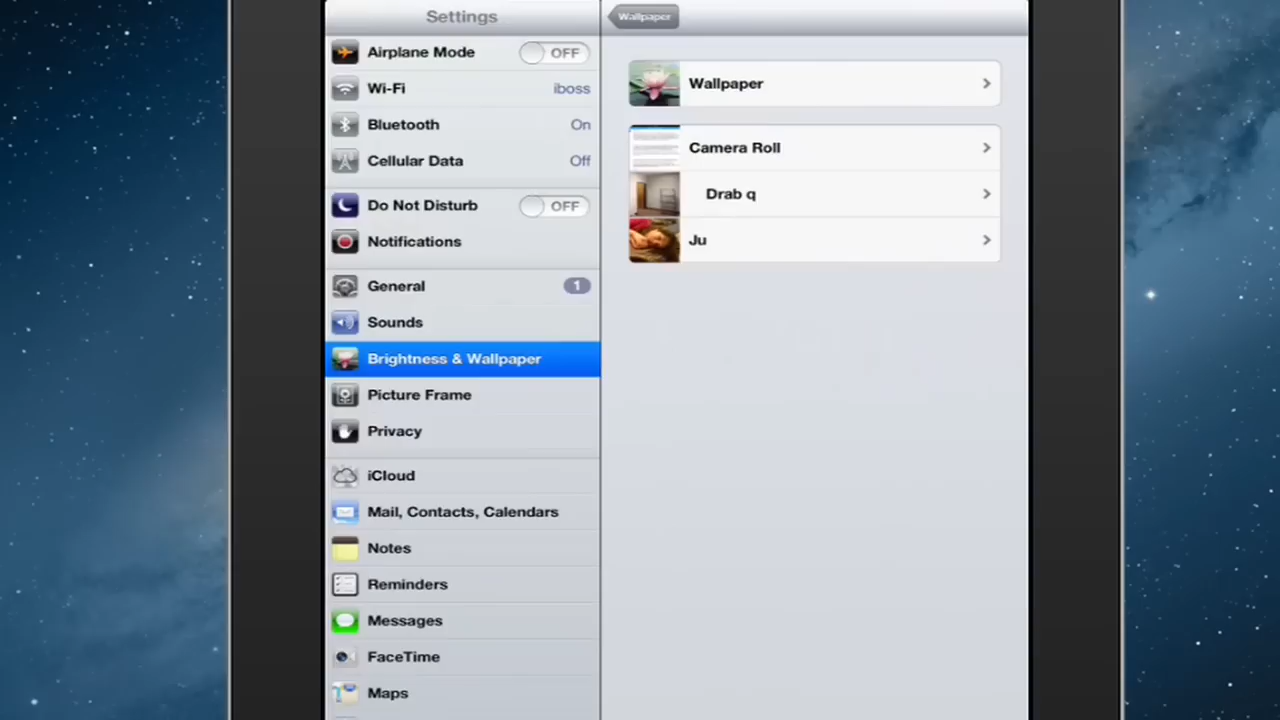 Settings
Airplane Mode OFF
Wi-Fi iboss
Bluetooth On
Cellular Data Off
Do Not Disturb OFF
Notifications
General 1
Sounds
Brightness & Wallpaper
Picture Frame
Privacy
iCloud
Mail, Contacts, Calendars
Notes
Reminders
Messages
FaceTime
Maps
Wallpaper
Wallpaper
Camera Roll
Drab q
Ju